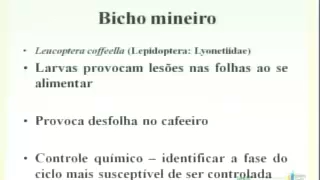 Bicho mineiro
• Leucoptera coffeella (Lepidoptera: Lyonetiidae)
• Larvas provocam lesões nas folhas ao se
alimentar
• Provoca desfolha no cafeeiro
• Controle químico – identificar a fase do
ciclo mais susceptível de ser controlada